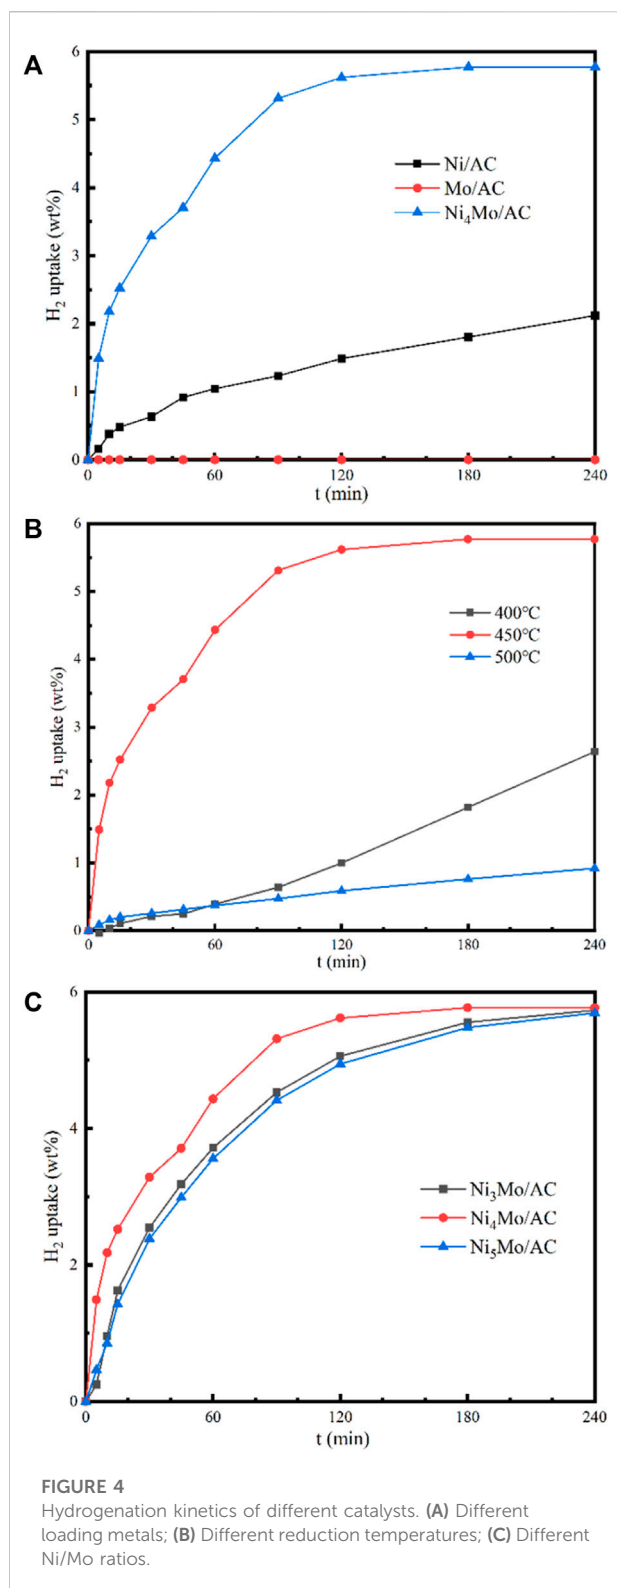 A
6
5
4
3
2
1
0
H₂ uptake (wt%)
Ni/AC
Mo/AC
Ni₄Mo/AC
0 60 120 180 240
t (min)
B
6
5
4
3
2
1
0
H₂ uptake (wt%)
400°C
450°C
500°C
0 60 120 180 240
t (min)
C
6
4
2
0
H₂ uptake (wt%)
Ni₃Mo/AC
Ni₄Mo/AC
Ni₅Mo/AC
0 60 120 180 240
t (min)
FIGURE 4
Hydrogenation kinetics of different catalysts. (A) Different
loading metals; (B) Different reduction temperatures; (C) Different
Ni/Mo ratios.